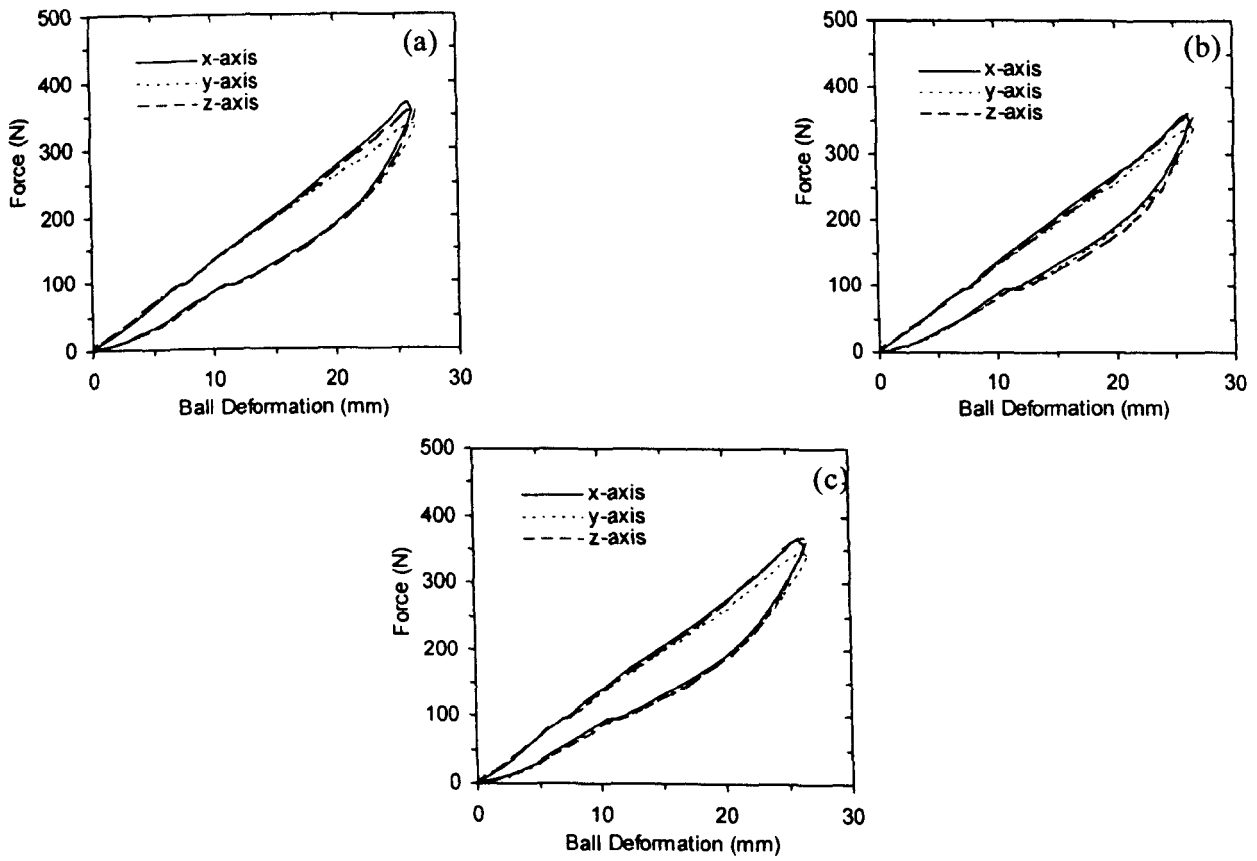 (a)
x-axis
y-axis
z-axis
500
400
300
200
100
0
Force (N)
0 10 20 30
Ball Deformation (mm)
(b)
x-axis
y-axis
z-axis
500
400
300
200
100
0
Force (N)
0 10 20 30
Ball Deformation (mm)
(c)
x-axis
y-axis
z-axis
500
400
300
200
100
0
Force (N)
0 10 20 30
Ball Deformation (mm)